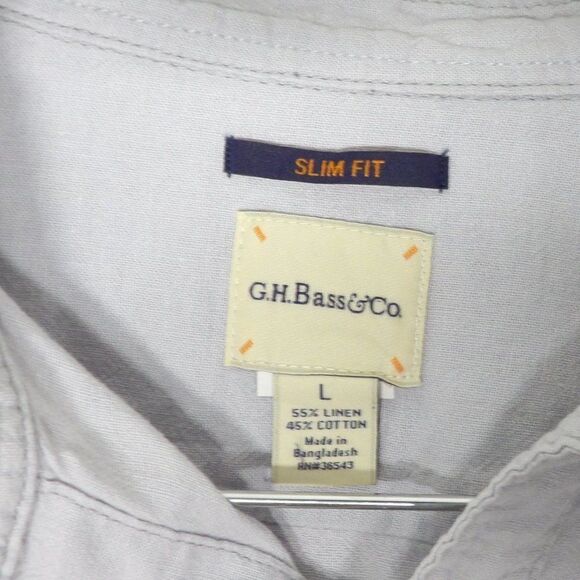 SLIM FIT
G.H.Bass&Co.
L
55% LINEN
45% COTTON
Made in
Bangladesh
RN#36543